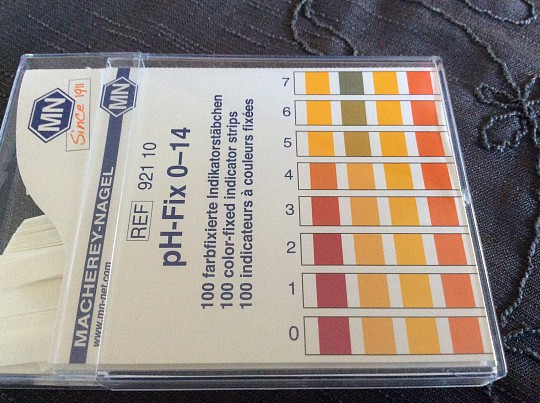 MN
Since 1911
MN
MACHEREY-NAGEL
www.mn-net.com
REF 921 10
pH-Fix 0–14
100 farbfixierte Indikatorstäbchen
100 color-fixed indicator strips
100 indicateurs à couleurs fixées
7
6
5
4
3
2
1
0